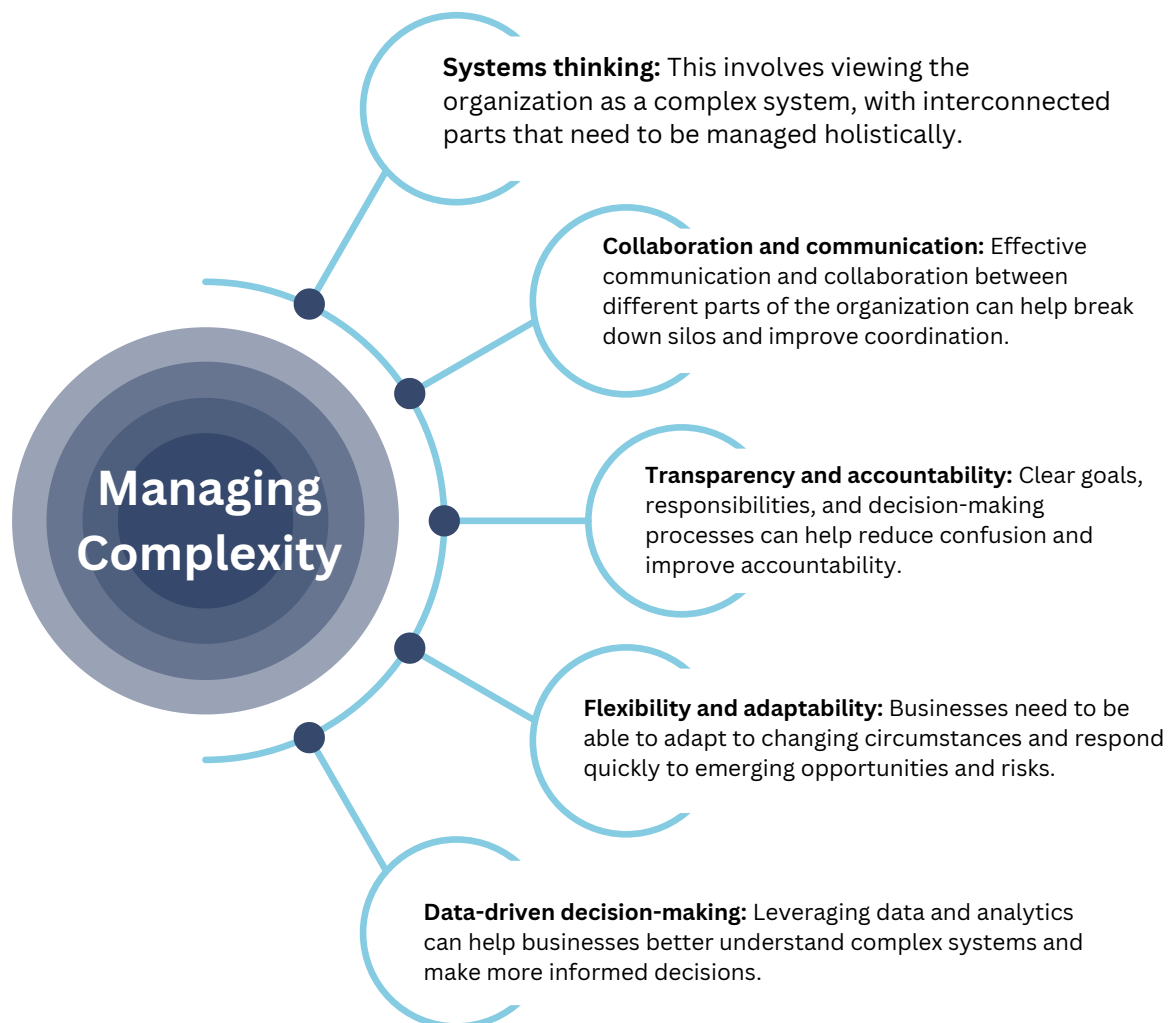 Systems thinking: This involves viewing the
organization as a complex system, with interconnected
parts that need to be managed holistically.
Collaboration and communication: Effective
communication and collaboration between
different parts of the organization can help break
down silos and improve coordination.
Managing
Complexity
Transparency and accountability: Clear goals,
responsibilities, and decision-making
processes can help reduce confusion and
improve accountability.
Flexibility and adaptability: Businesses need to be
able to adapt to changing circumstances and respond
quickly to emerging opportunities and risks.
Data-driven decision-making: Leveraging data and analytics
can help businesses better understand complex systems and
make more informed decisions.